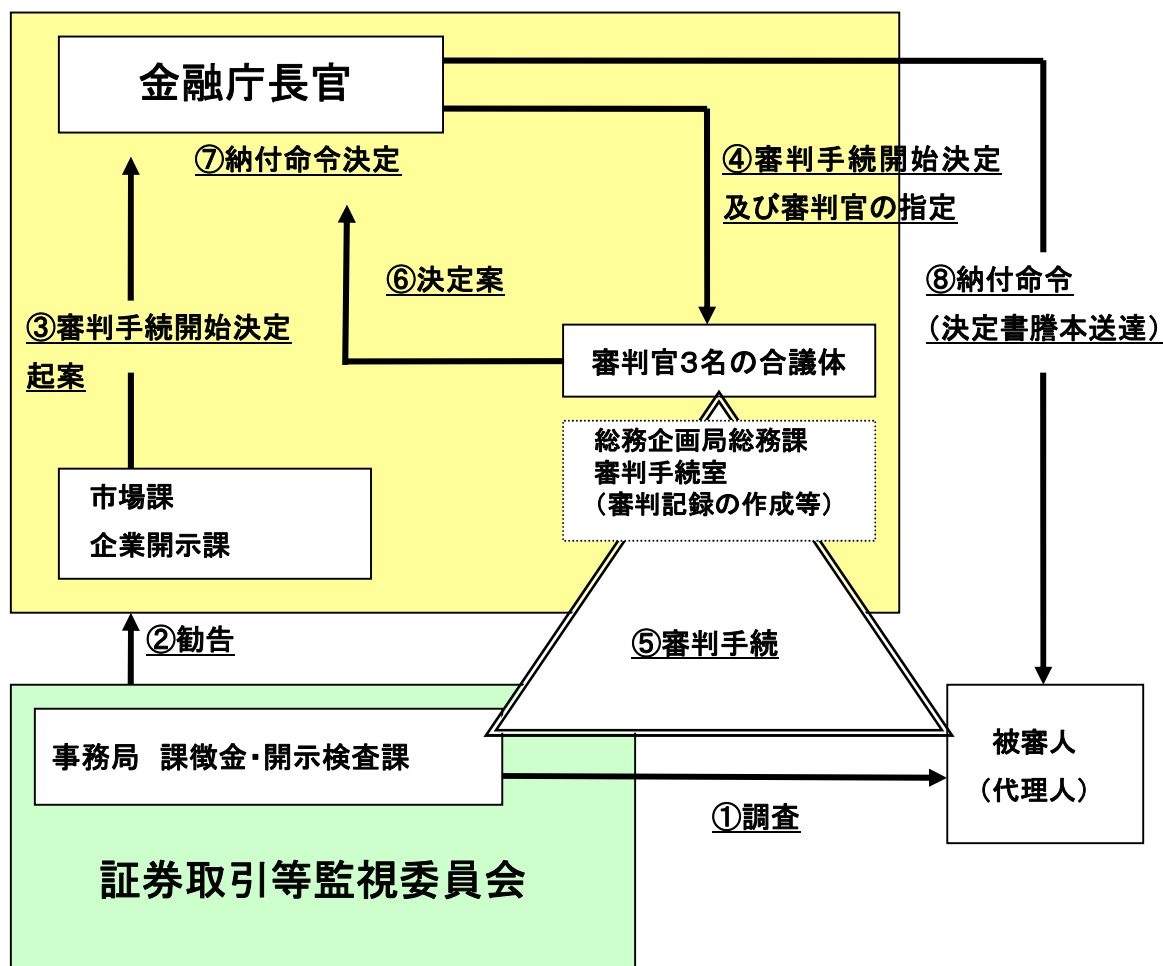 金融庁長官
⑦納付命令決定
④審判手続開始決定
及び審判官の指定
⑥決定案
⑧納付命令
（決定書謄本送達）
③審判手続開始決定
起案
審判官3名の合議体
総務企画局総務課
審判手続室
（審判記録の作成等）
市場課
企業開示課
②勧告
⑤審判手続
事務局　課徴金・開示検査課
被審人
（代理人）
①調査
証券取引等監視委員会